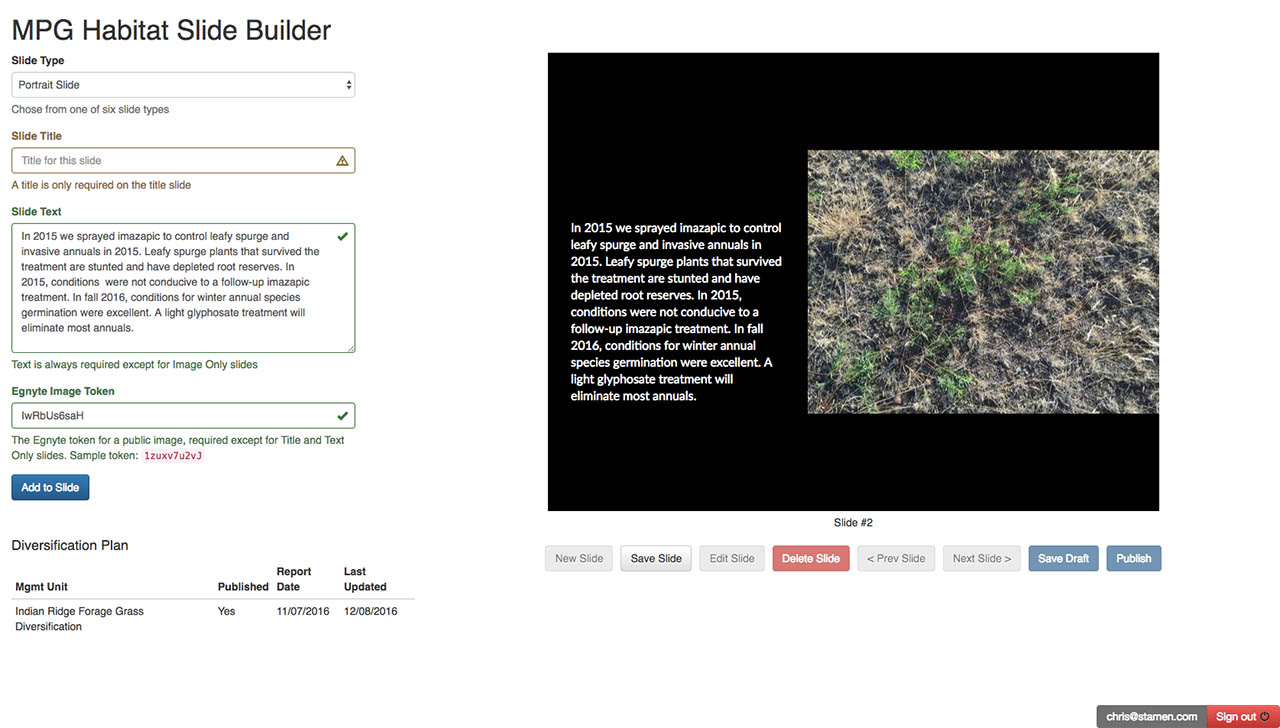 MPG Habitat Slide Builder
Slide Type
Portrait Slide
Chose from one of six slide types
Slide Title
Title for this slide
A title is only required on the title slide
Slide Text
In 2015 we sprayed imazapic to control leafy spurge and
invasive annuals in 2015. Leafy spurge plants that survived the
treatment are stunted and have depleted root reserves. In
2015, conditions  were not conducive to a follow-up imazapic
treatment. In fall 2016, conditions for winter annual species
germination were excellent. A light glyphosate treatment will
eliminate most annuals.
Text is always required except for Image Only slides
Egnyte Image Token
IwRbUs6saH
The Egnyte token for a public image, required except for Title and Text
Only slides. Sample token: 1zuxv7u2vJ
Add to Slide
Diversification Plan
Mgmt Unit Published Report Date Last Updated
Indian Ridge Forage Grass Yes 11/07/2016 12/08/2016
Diversification
In 2015 we sprayed imazapic to control
leafy spurge and invasive annuals in
2015. Leafy spurge plants that survived
the treatment are stunted and have
depleted root reserves. In 2015,
conditions were not conducive to a
follow-up imazapic treatment. In fall
2016, conditions for winter annual
species germination were excellent. A
light glyphosate treatment will
eliminate most annuals.
Slide #2
New Slide Save Slide Edit Slide Delete Slide < Prev Slide Next Slide > Save Draft Publish
chris@stamen.com Sign out